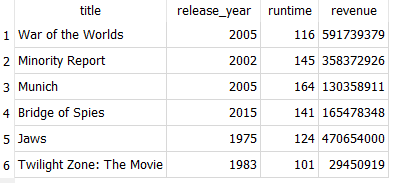 title release_year runtime revenue
1 War of the Worlds 2005 116 591739379
2 Minority Report 2002 145 358372926
3 Munich 2005 164 130358911
4 Bridge of Spies 2015 141 165478348
5 Jaws 1975 124 470654000
6 Twilight Zone: The Movie 1983 101 29450919